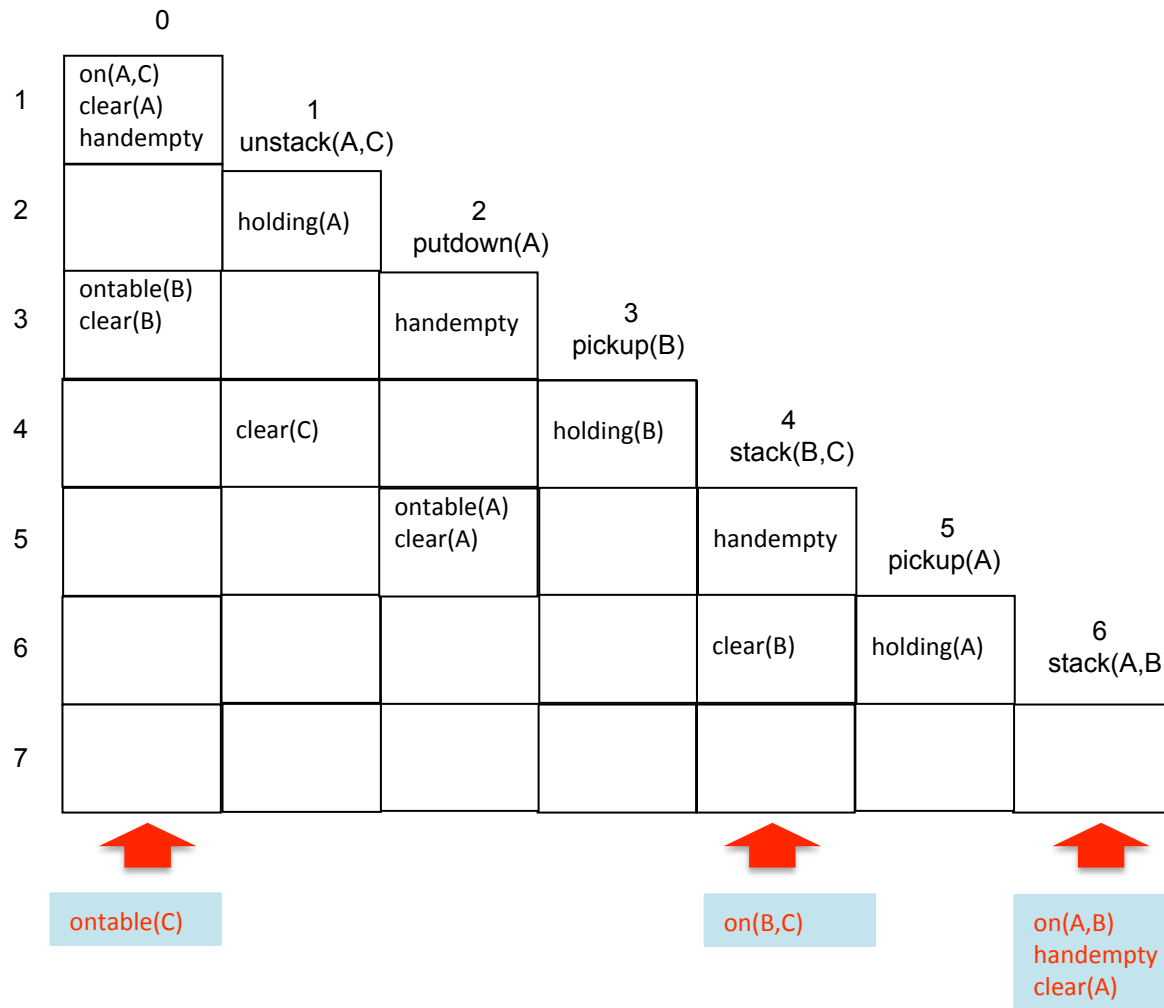 0
on(A,C)
clear(A)
handempty
1
1
unstack(A,C)
2
holding(A)
2
putdown(A)
ontable(B)
clear(B)
3
handempty
3
pickup(B)
4
clear(C)
holding(B)
4
stack(B,C)
ontable(A)
clear(A)
5
handempty
5
pickup(A)
6
clear(B)
holding(A)
6
stack(A,B
7
ontable(C)
on(B,C)
on(A,B)
handempty
clear(A)